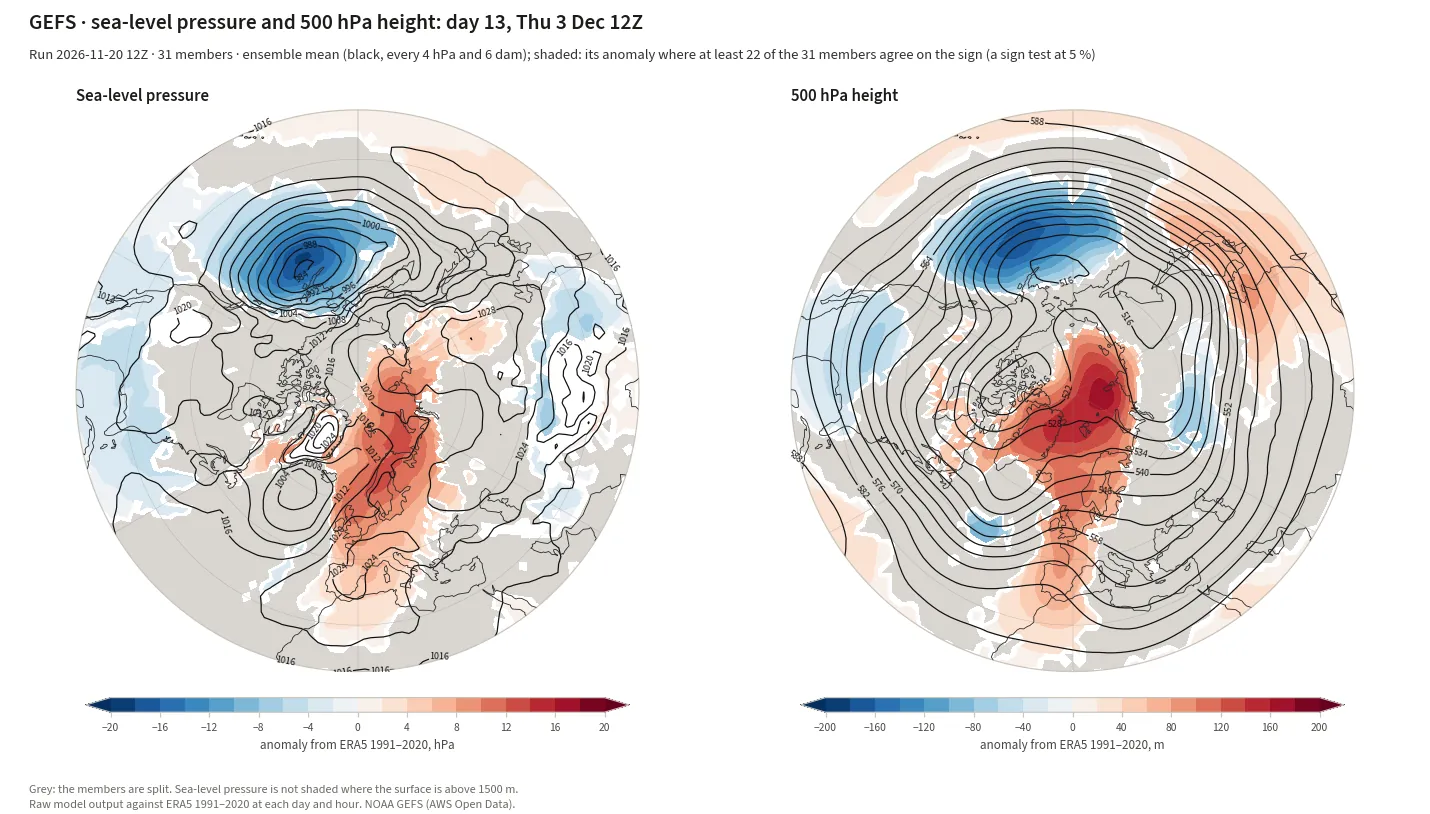 GEFS · sea-level pressure and 500 hPa height: day 13, Thu 3 Dec 12Z
Run 2026-11-20 12Z · 31 members · ensemble mean (black, every 4 hPa and 6 dam); shaded: its anomaly where at least 22 of the 31 members agree on the sign (a sign test at 5 %)
Sea-level pressure
500 hPa height
−20 −16 −12 −8 −4 0 4 8 12 16 20
anomaly from ERA5 1991–2020, hPa
−200 −160 −120 −80 −40 0 40 80 120 160 200
anomaly from ERA5 1991–2020, m
Grey: the members are split. Sea-level pressure is not shaded where the surface is above 1500 m.
Raw model output against ERA5 1991–2020 at each day and hour. NOAA GEFS (AWS Open Data).